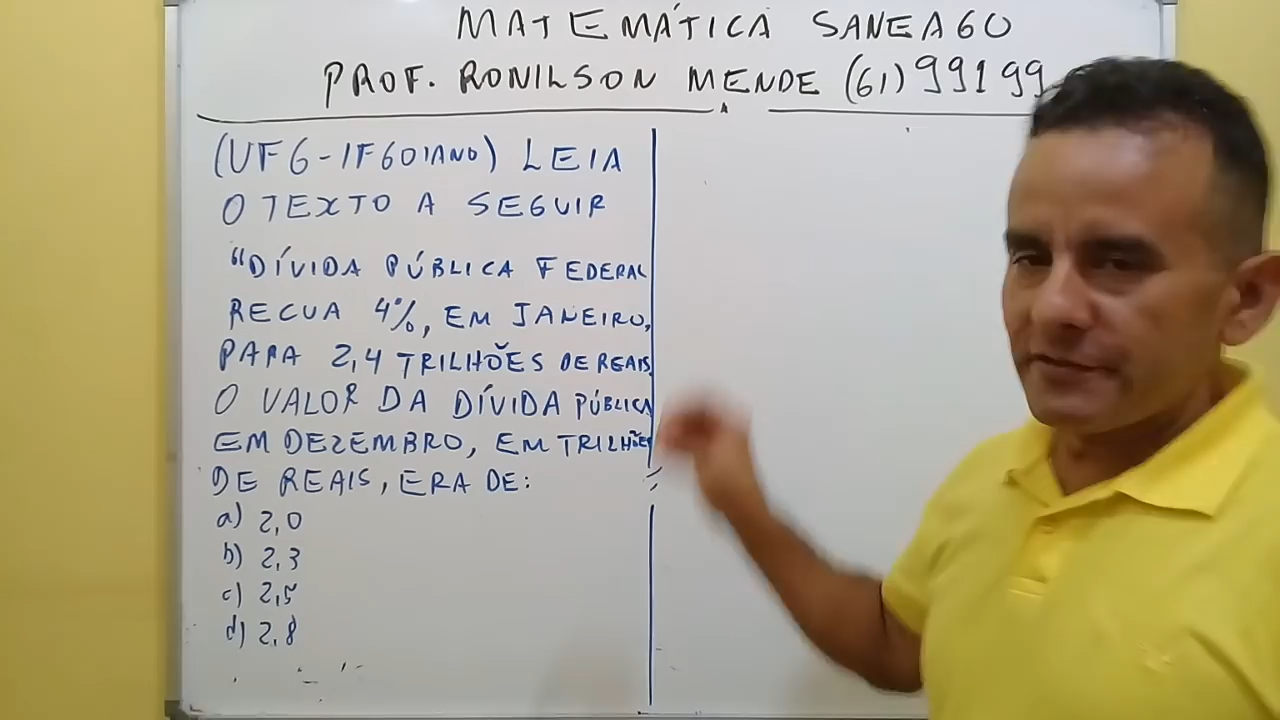 MATEMÁTICA SANEAGO
PROF. RONILSON MENDE (61) 99199
(UFG-IFGOIANO) LEIA
O TEXTO A SEGUIR
"DÍVIDA PÚBLICA FEDERAL
RECUA 4%, EM JANEIRO,
PARA 2,4 TRILHÕES DE REAIS.
O VALOR DA DÍVIDA PÚBLICA
EM DEZEMBRO, EM TRILHÕES
DE REAIS, ERA DE:
a) 2,0
b) 2,3
c) 2,5
d) 2,8